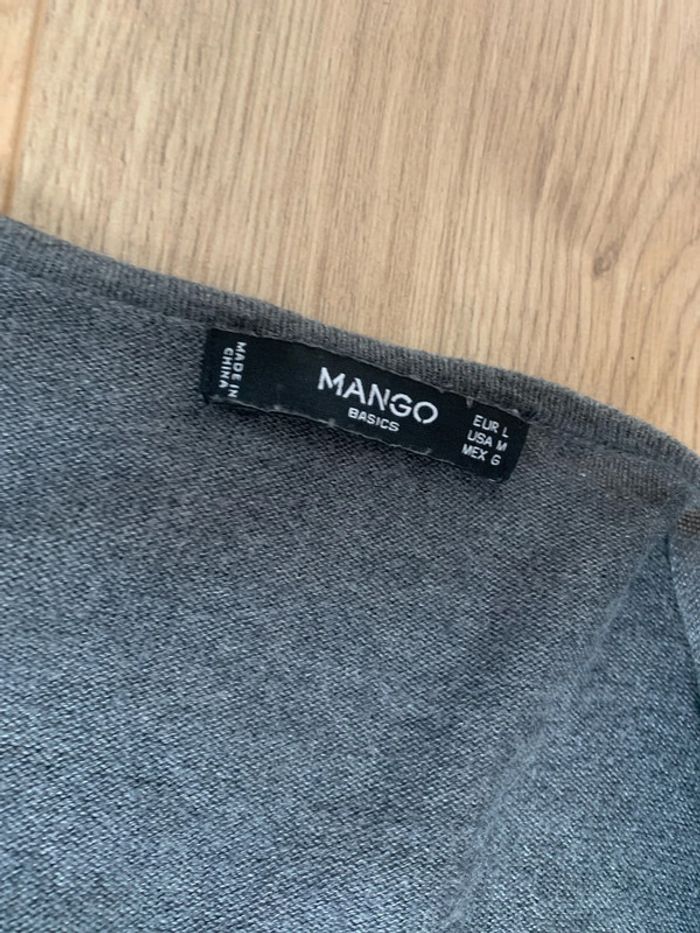 MADE IN
CHINA
MANGO
BASICS
EUR L
USA M
MEX G